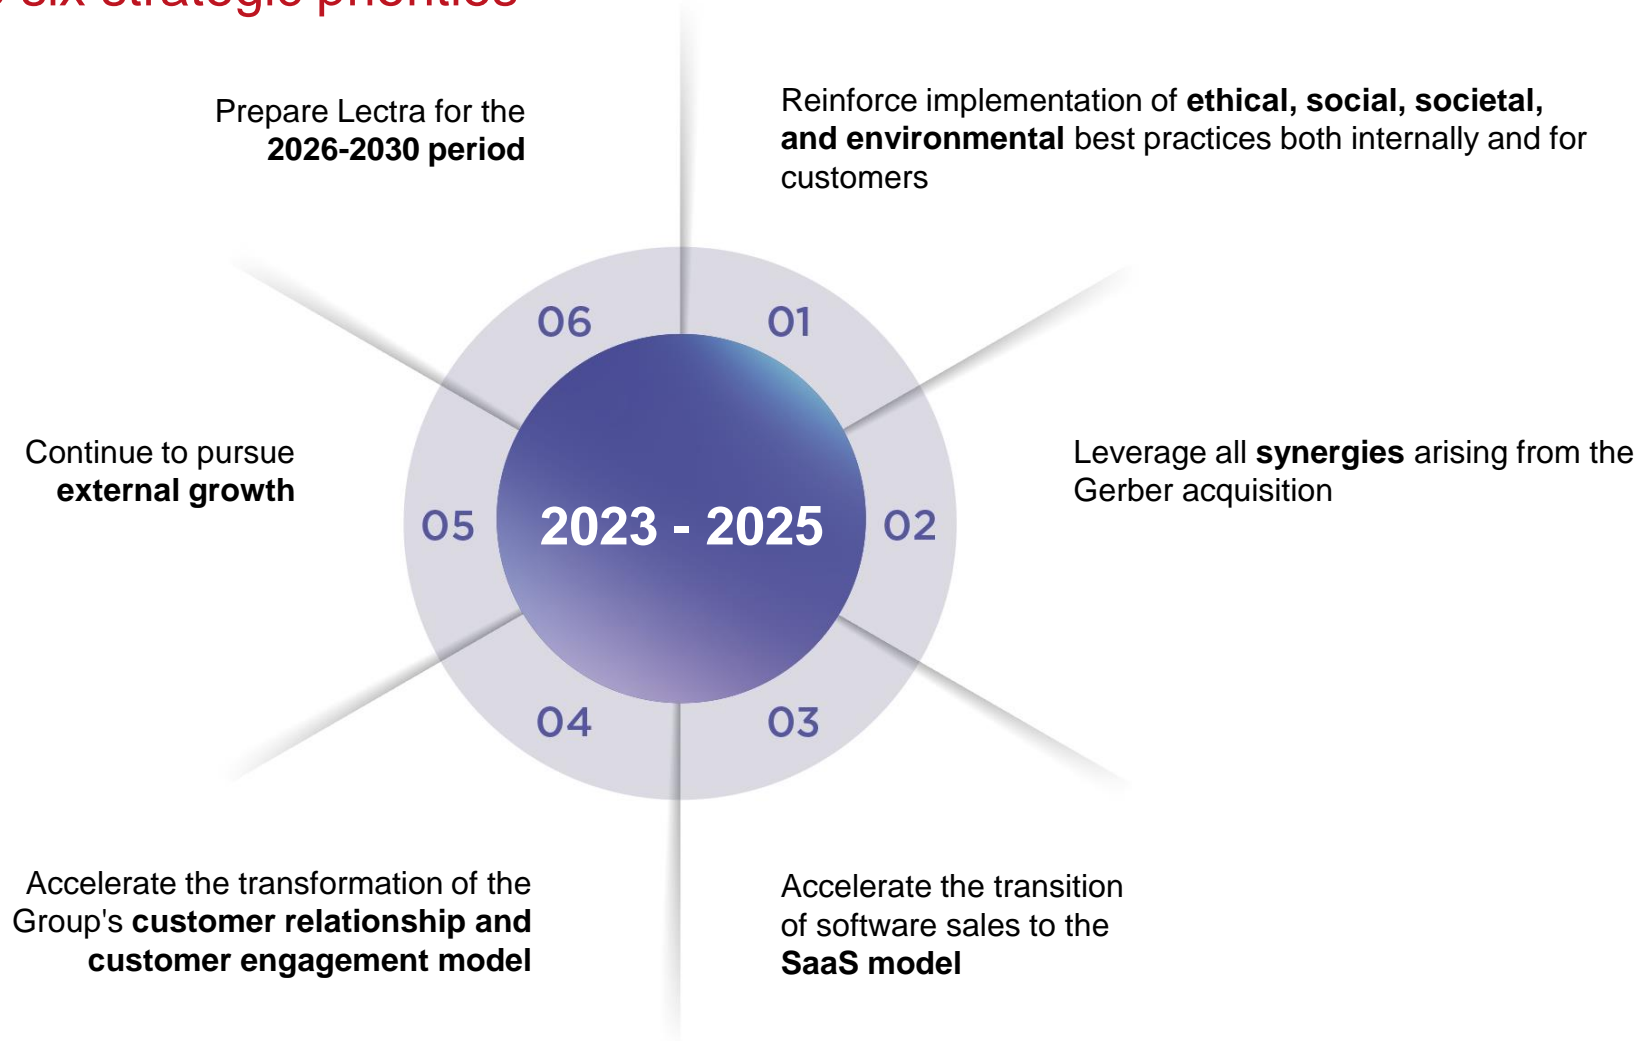 six strategic priorities
01
Reinforce implementation of ethical, social, societal,
and environmental best practices both internally and for
customers
02
Leverage all synergies arising from the
Gerber acquisition
03
Accelerate the transition
of software sales to the
SaaS model
04
Accelerate the transformation of the
Group's customer relationship and
customer engagement model
05
Continue to pursue
external growth
06
Prepare Lectra for the
2026-2030 period
2023 - 2025